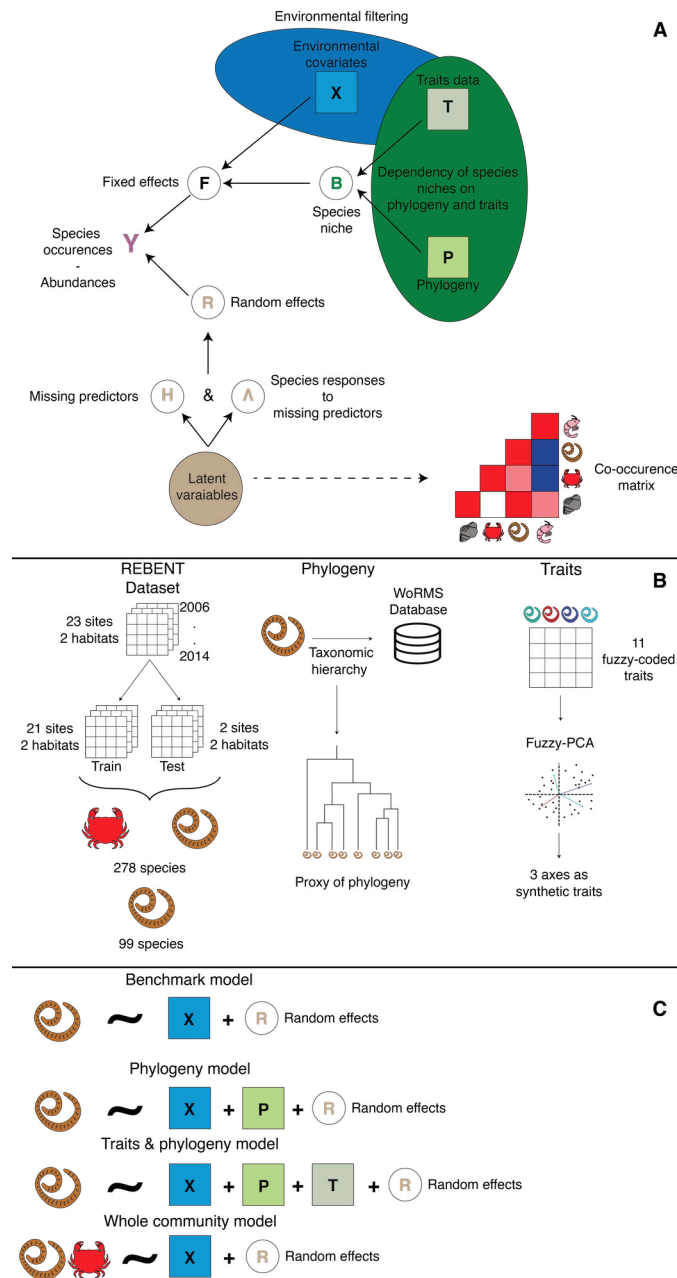 Environmental filtering
A
Environmental
covariates
X
Traits data
T
Dependency of species
niches on
phylogeny and traits
P
Phylogeny
Fixed effects
F
B
Species
niche
Species
occurences
-
Abundances
Y
R
Random effects
Missing predictors
H
&
Λ
Species responses
to
missing predictors
Latent
varaiables
Co-occurence
matrix
B
REBENT
Dataset
23 sites
2 habitats
2006
.
.
2014
21 sites
2 habitats
2 sites
2 habitats
Train
Test
278 species
99 species
Phylogeny
WoRMS
Database
Taxonomic
hierarchy
Proxy of phylogeny
Traits
11
fuzzy-coded
traits
Fuzzy-PCA
3 axes as
synthetic traits
C
Benchmark model
~ X + R Random effects
Phylogeny model
~ X + P + R Random effects
Traits & phylogeny model
~ X + P + T + R Random effects
Whole community model
~ X + R Random effects